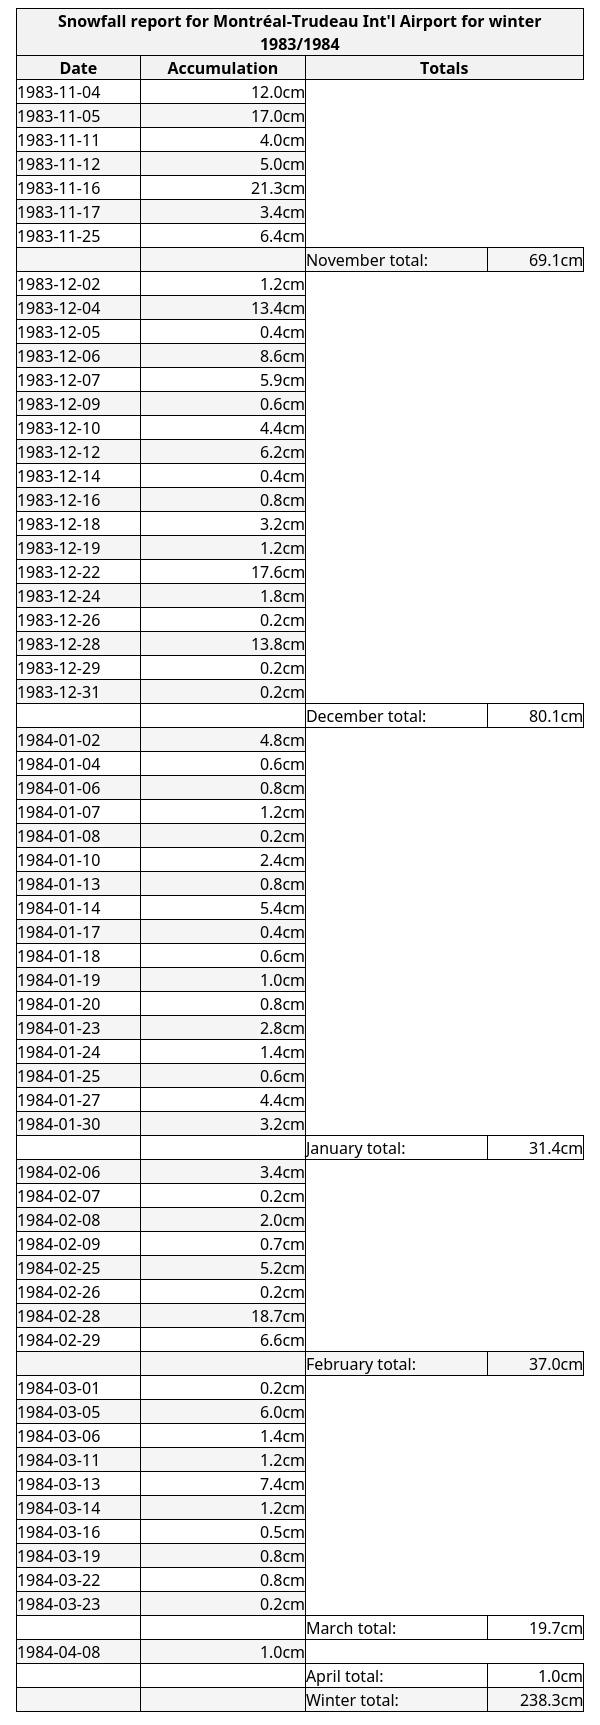 Snowfall report for Montréal-Trudeau Int'l Airport for winter
1983/1984
Date Accumulation Totals
1983-11-04 12.0cm
1983-11-05 17.0cm
1983-11-11 4.0cm
1983-11-12 5.0cm
1983-11-16 21.3cm
1983-11-17 3.4cm
1983-11-25 6.4cm
November total: 69.1cm
1983-12-02 1.2cm
1983-12-04 13.4cm
1983-12-05 0.4cm
1983-12-06 8.6cm
1983-12-07 5.9cm
1983-12-09 0.6cm
1983-12-10 4.4cm
1983-12-12 6.2cm
1983-12-14 0.4cm
1983-12-16 0.8cm
1983-12-18 3.2cm
1983-12-19 1.2cm
1983-12-22 17.6cm
1983-12-24 1.8cm
1983-12-26 0.2cm
1983-12-28 13.8cm
1983-12-29 0.2cm
1983-12-31 0.2cm
December total: 80.1cm
1984-01-02 4.8cm
1984-01-04 0.6cm
1984-01-06 0.8cm
1984-01-07 1.2cm
1984-01-08 0.2cm
1984-01-10 2.4cm
1984-01-13 0.8cm
1984-01-14 5.4cm
1984-01-17 0.4cm
1984-01-18 0.6cm
1984-01-19 1.0cm
1984-01-20 0.8cm
1984-01-23 2.8cm
1984-01-24 1.4cm
1984-01-25 0.6cm
1984-01-27 4.4cm
1984-01-30 3.2cm
January total: 31.4cm
1984-02-06 3.4cm
1984-02-07 0.2cm
1984-02-08 2.0cm
1984-02-09 0.7cm
1984-02-25 5.2cm
1984-02-26 0.2cm
1984-02-28 18.7cm
1984-02-29 6.6cm
February total: 37.0cm
1984-03-01 0.2cm
1984-03-05 6.0cm
1984-03-06 1.4cm
1984-03-11 1.2cm
1984-03-13 7.4cm
1984-03-14 1.2cm
1984-03-16 0.5cm
1984-03-19 0.8cm
1984-03-22 0.8cm
1984-03-23 0.2cm
March total: 19.7cm
1984-04-08 1.0cm
April total: 1.0cm
Winter total: 238.3cm